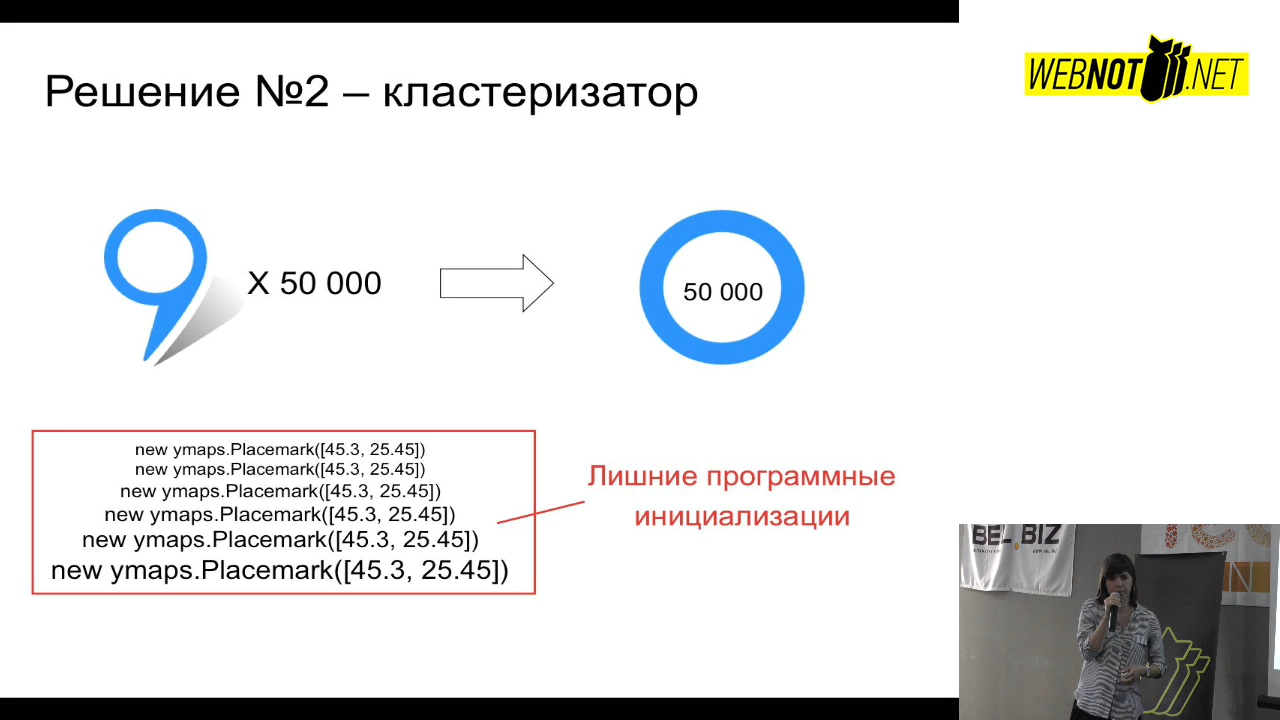 Решение №2 – кластеризатор
WEBNOT.NET
X 50 000
50 000
new ymaps.Placemark([45.3, 25.45])
new ymaps.Placemark([45.3, 25.45])
new ymaps.Placemark([45.3, 25.45])
new ymaps.Placemark([45.3, 25.45])
new ymaps.Placemark([45.3, 25.45])
new ymaps.Placemark([45.3, 25.45])
Лишние программные
инициализации
BEL.BIZ